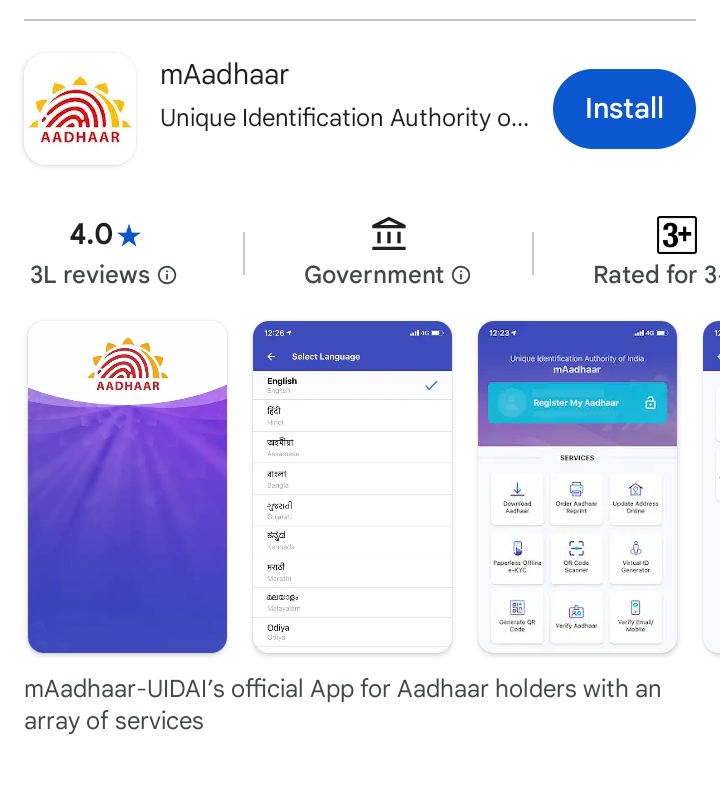 AADHAAR
mAadhaar
Unique Identification Authority o...
Install
4.0★
3L reviews
Government
3+
Rated for 3
AADHAAR
12:26
4G
Select Language
English
English
हिंदी
Hindi
অসমীয়া
Assamese
বাংলা
Bangla
ગુજરાતી
Gujarati
ಕನ್ನಡ
Kannada
मराठी
Marathi
മലയാളം
Malayalam
Odiya
Odiya
12:23
4G
Unique Identification Authority of India
mAadhaar
Register My Aadhaar
SERVICES
Download
Aadhaar
Order Aadhaar
Reprint
Update Address
Online
Paperless Offline
e-KYC
QR Code
Scanner
Virtual ID
Generator
Generate QR
Code
Verify Aadhaar
Verify Email/
Mobile
mAadhaar-UIDAI’s official App for Aadhaar holders with an
array of services